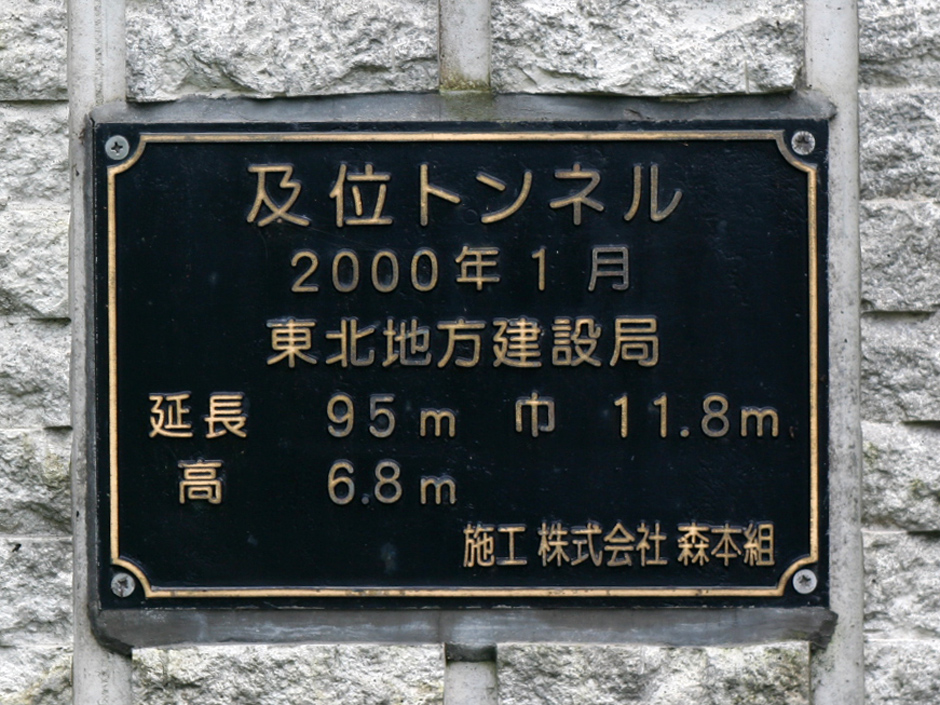 及位トンネル
2000年1月
東北地方建設局
延長 95m 巾 11.8m
高 6.8m
施工 株式会社 森本組